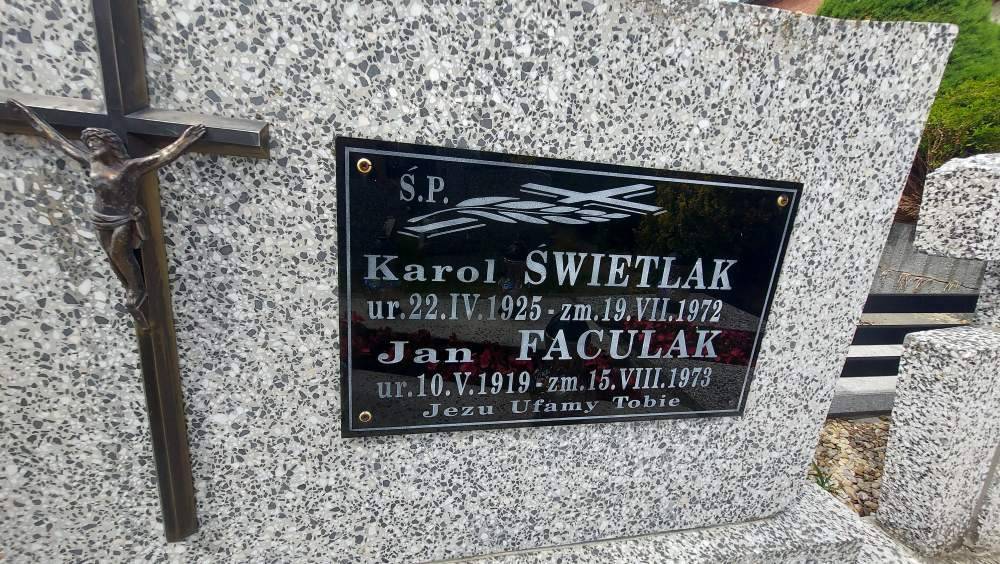 Ś.P.
Karol ŚWIETLAK
ur.22.IV.1925 - zm.19.VII.1972
Jan FACULAK
ur.10.V.1919 - zm.15.VIII.1973
Jezu Ufamy Tobie